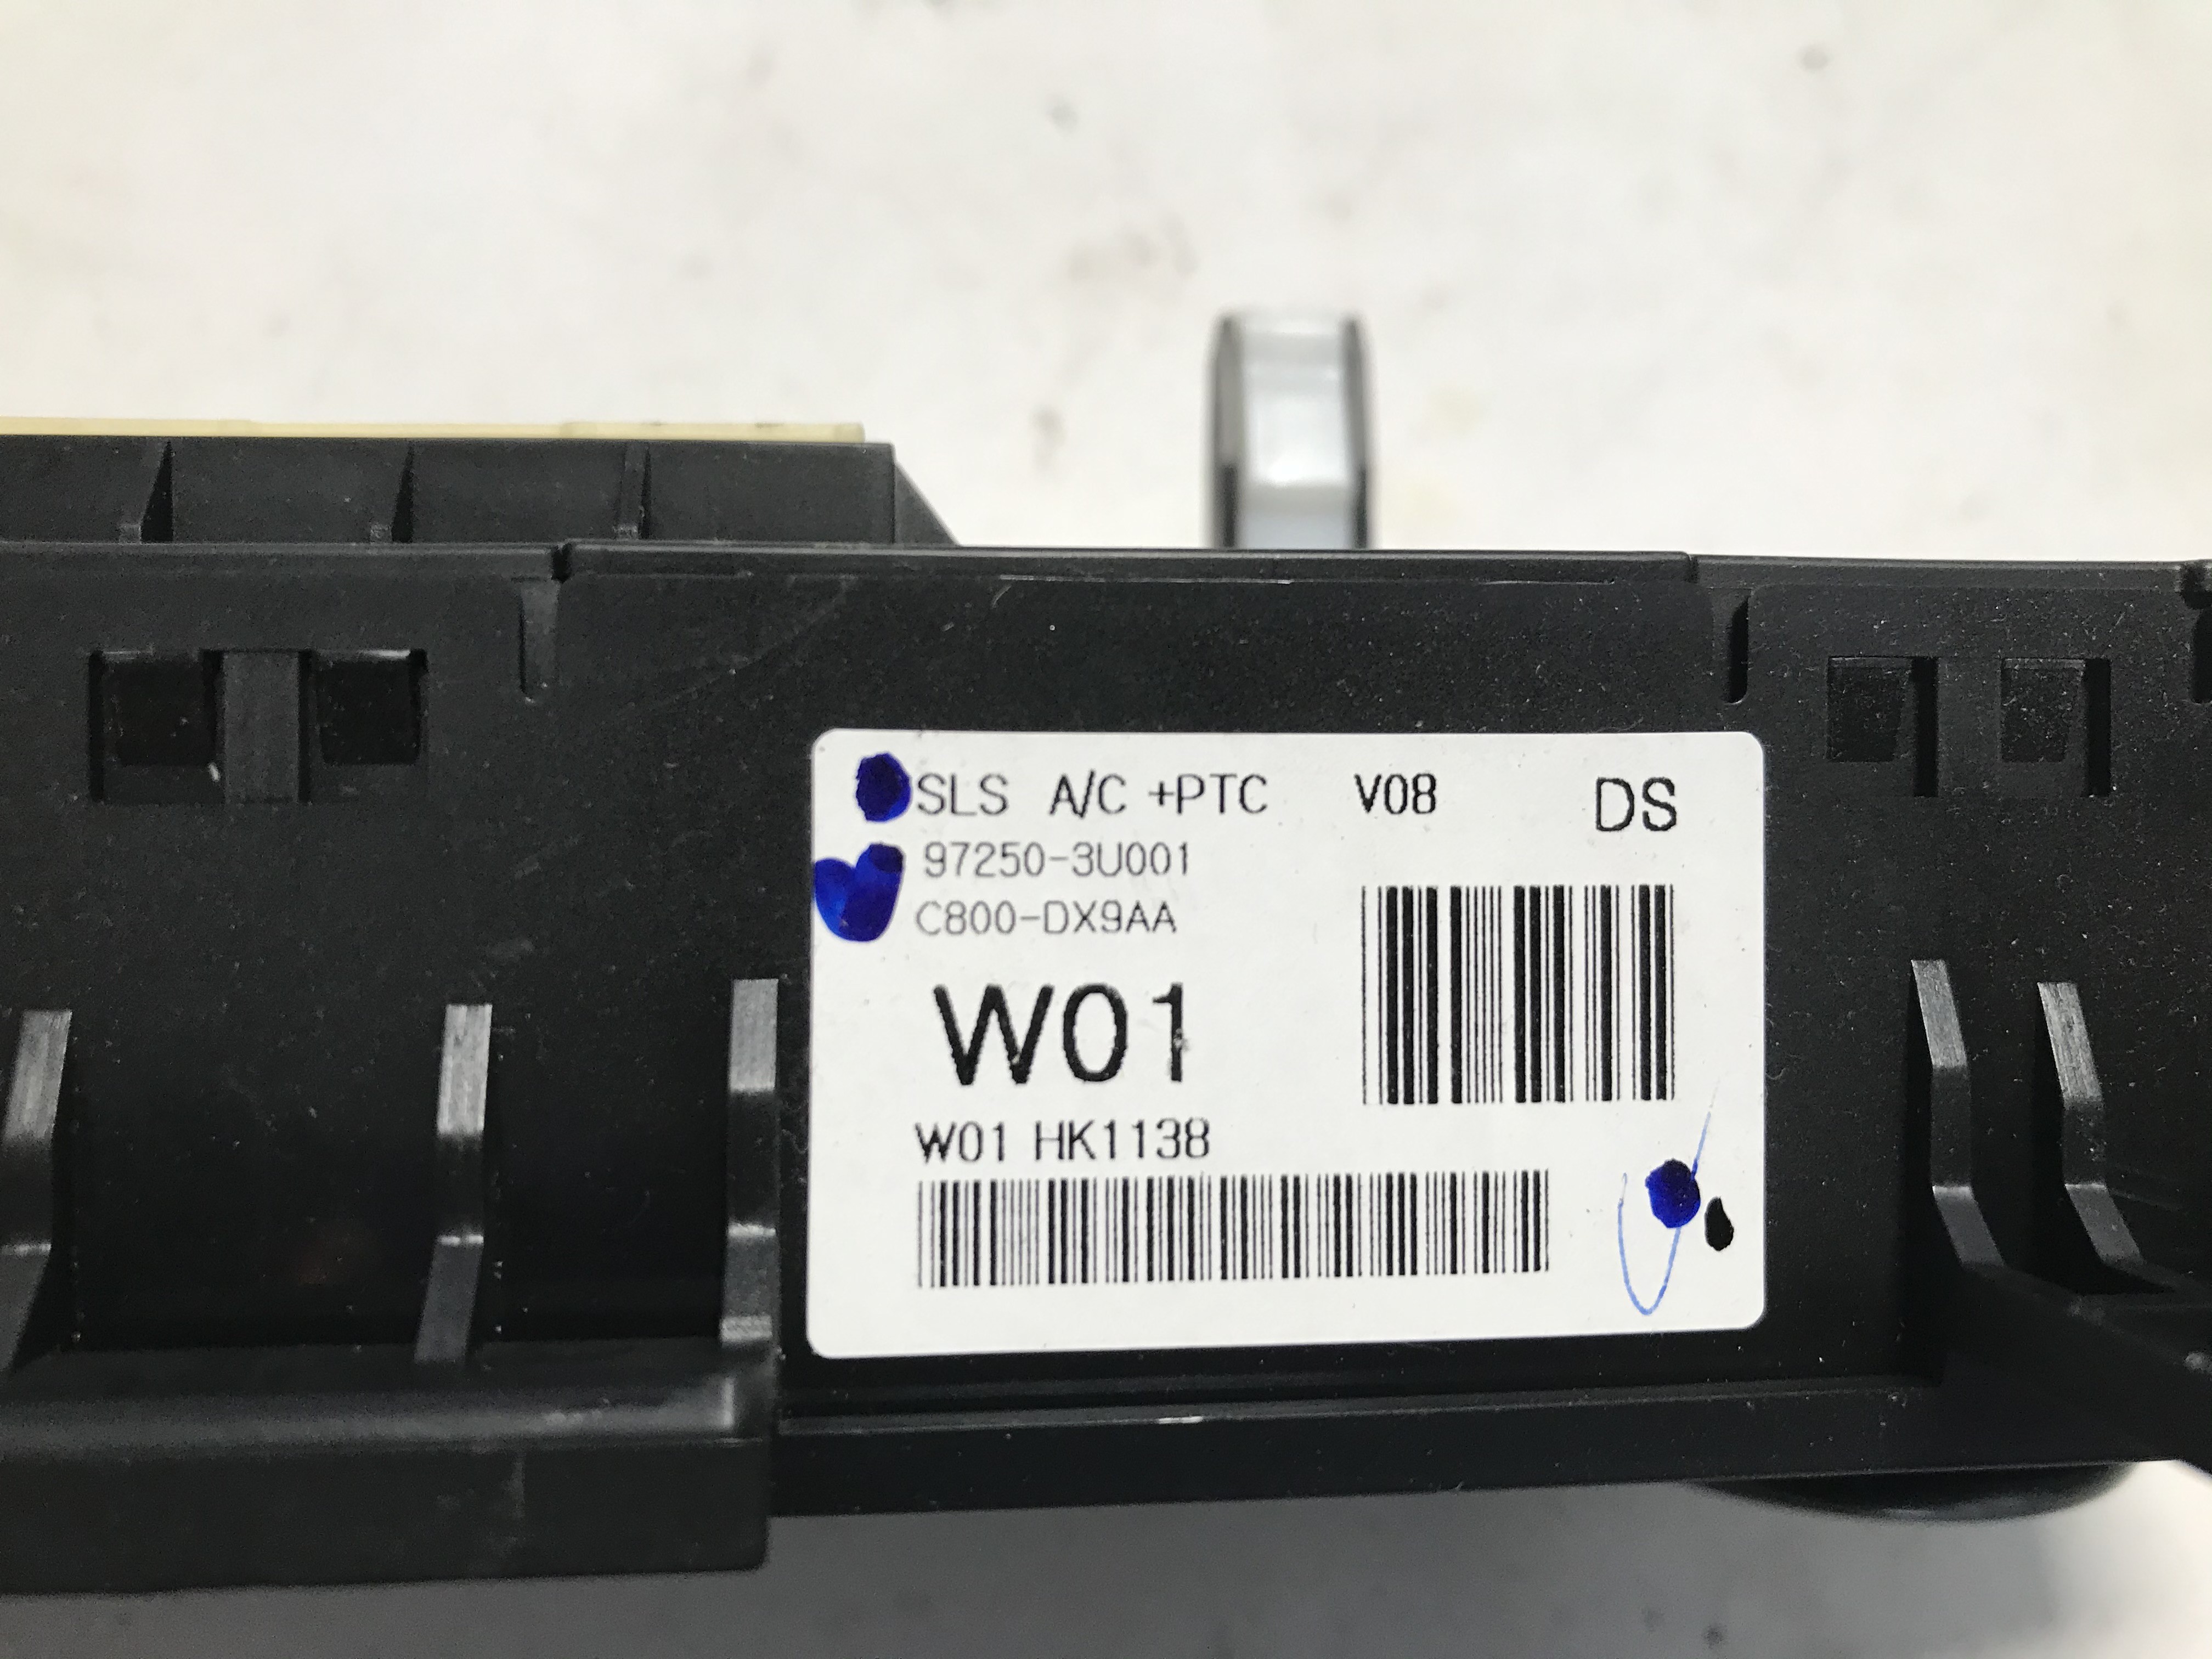 SLS A/C +PTC V08 DS
97250-3U001
C800-DX9AA
W01
W01 HK1138